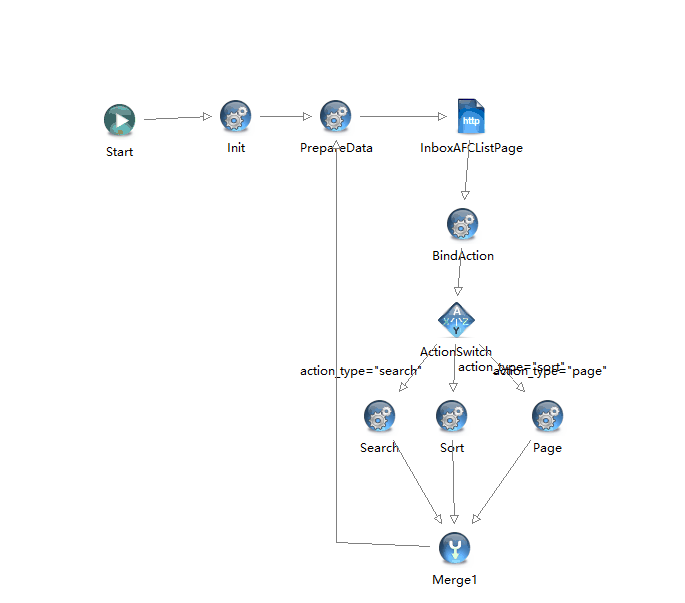 http
Start
Init
PrepareData
InboxAFCListPage
BindAction
A
X
Z
Y
ActionSwitch
action_type="sort"
action_type="search"
action_type="page"
Search
Sort
Page
Merge1